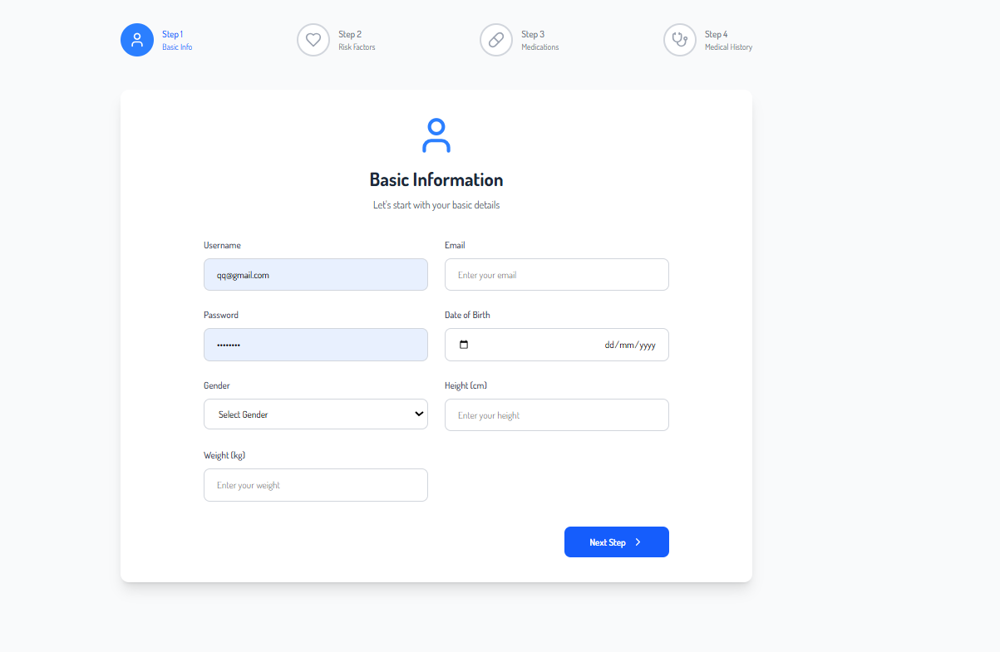 Step 1
Basic Info
Step 2
Risk Factors
Step 3
Medications
Step 4
Medical History
Basic Information
Let's start with your basic details
Username
Email
qq@gmail.com
Enter your email
Password
Date of Birth
••••••••
dd/mm/yyyy
Gender
Height (cm)
Select Gender
Enter your height
Weight (kg)
Enter your weight
Next Step